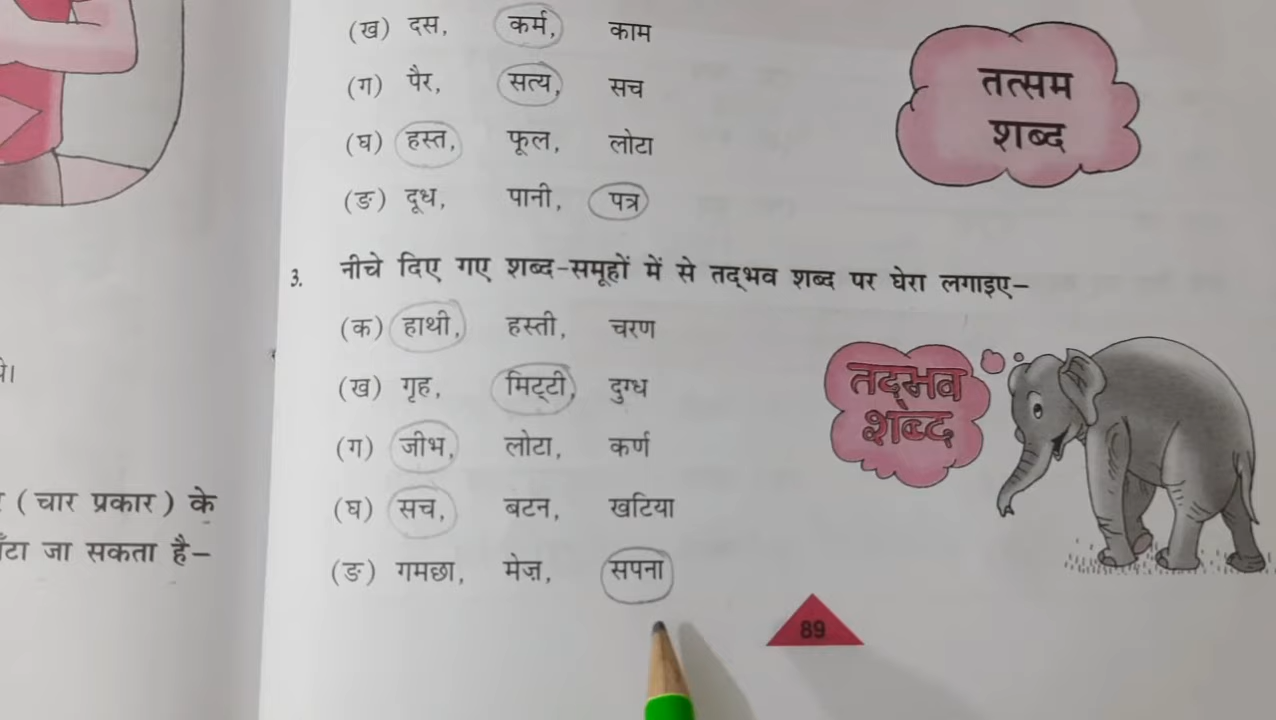 (ख) दस, कर्म, काम
(ग) पैर, सत्य, सच
(घ) हस्त, फूल, लोटा
(ङ) दूध, पानी, पत्र
तत्सम
शब्द
3. नीचे दिए गए शब्द-समूहों में से तद्‌भव शब्द पर घेरा लगाइए-
(क) हाथी, हस्ती, चरण
(ख) गृह, मिट्‌टी, दुग्ध
(ग) जीभ, लोटा, कर्ण
(घ) सच, बटन, खटिया
(ङ) गमछा, मेज़, सपना
तद्‌भव
शब्द
(चार प्रकार) के
जा सकता है-
89